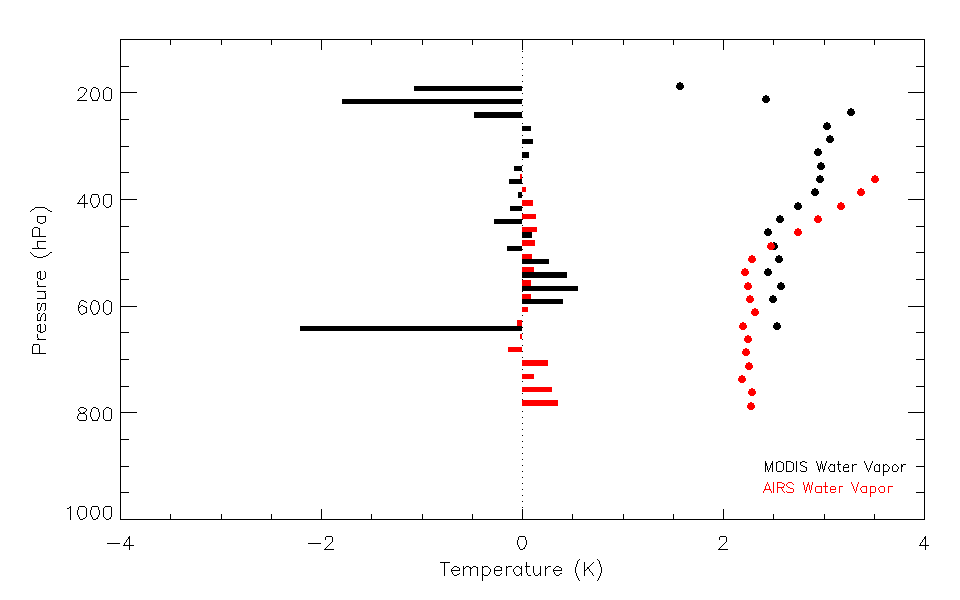 200
400
600
800
1000
Pressure (hPa)
MODIS Water Vapor
AIRS Water Vapor
−4 −2 0 2 4
Temperature (K)